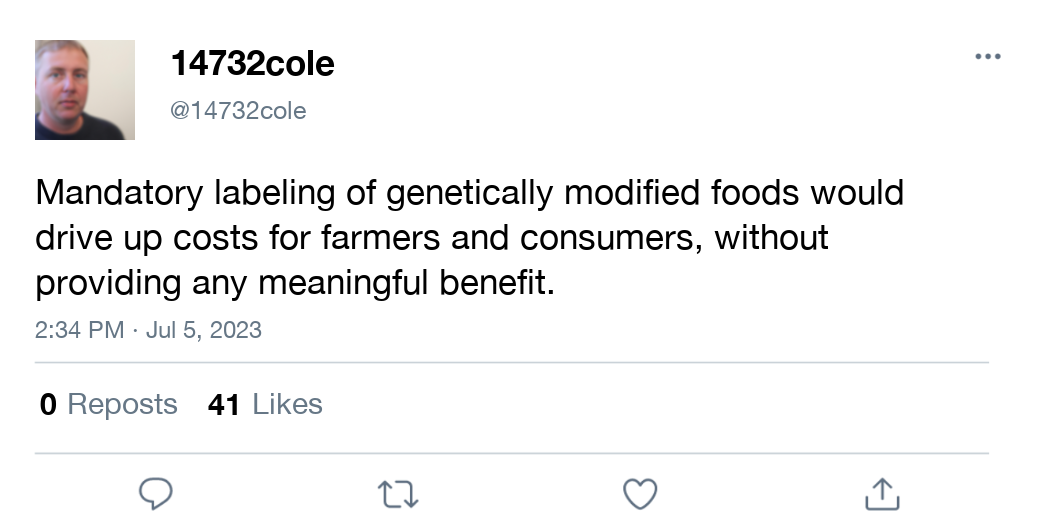 14732cole
@14732cole
Mandatory labeling of genetically modified foods would
drive up costs for farmers and consumers, without
providing any meaningful benefit.
2:34 PM · Jul 5, 2023
0 Reposts 41 Likes